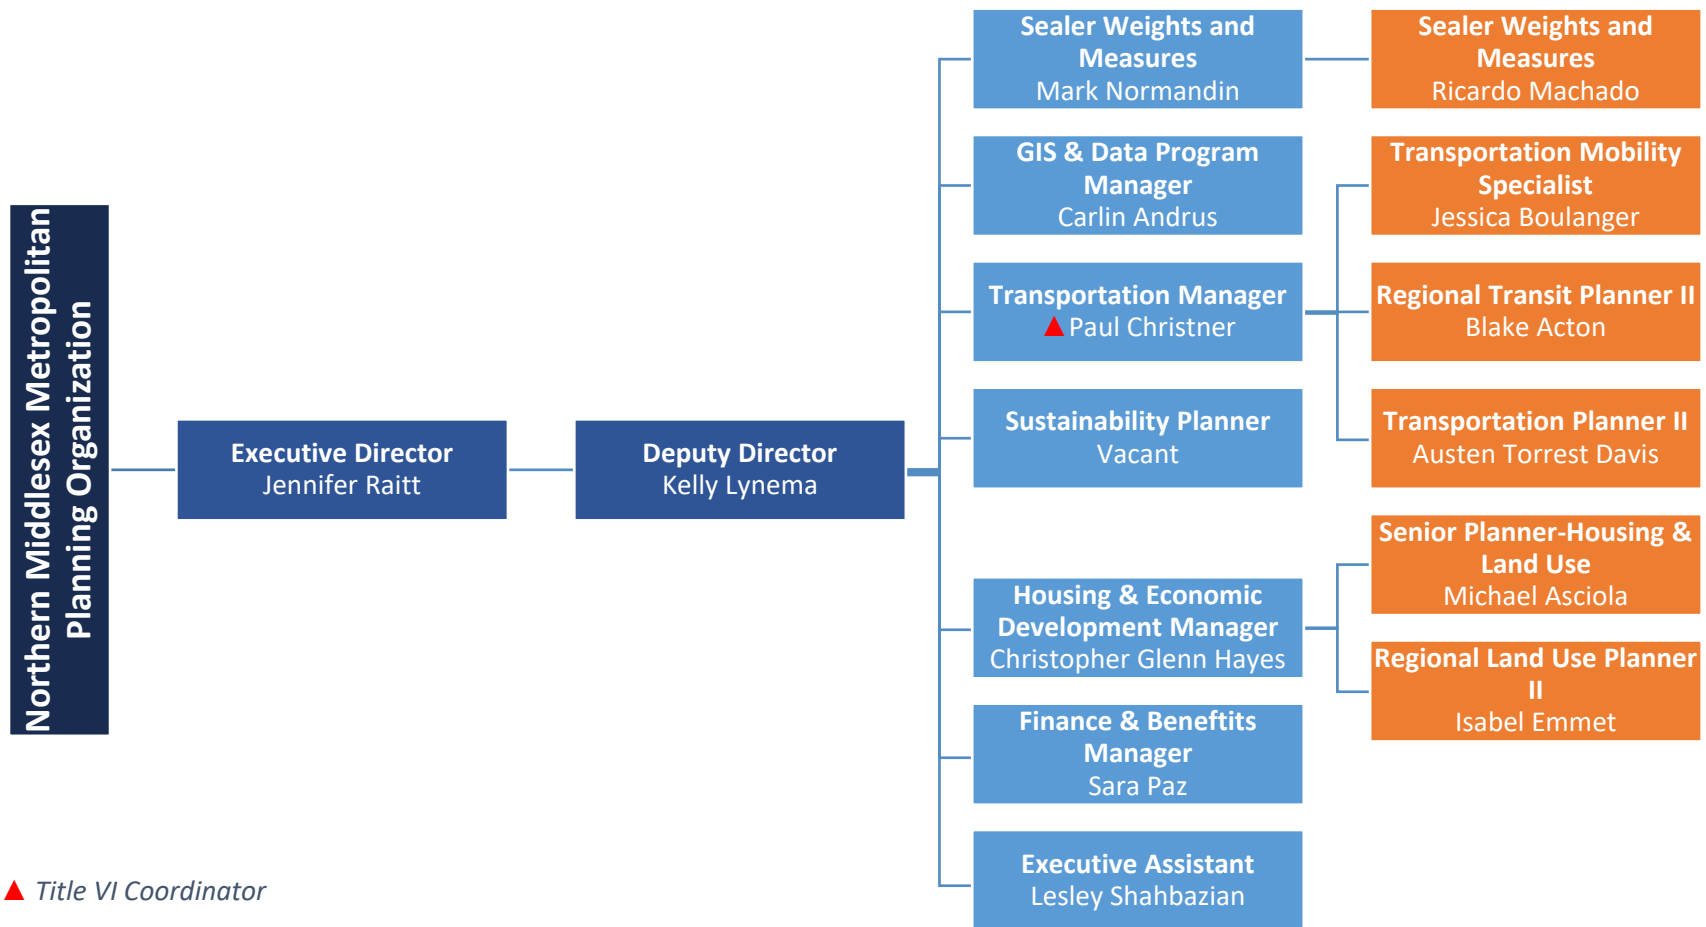 Northern Middlesex Metropolitan
Planning Organization
Executive Director
Jennifer Raitt
Deputy Director
Kelly Lynema
Sealer Weights and
Measures
Mark Normandin
GIS & Data Program
Manager
Carlin Andrus
Transportation Manager
▲Paul Christner
Sustainability Planner
Vacant
Housing & Economic
Development Manager
Christopher Glenn Hayes
Finance & Beneftits
Manager
Sara Paz
Executive Assistant
Lesley Shahbazian
Sealer Weights and
Measures
Ricardo Machado
Transportation Mobility
Specialist
Jessica Boulanger
Regional Transit Planner II
Blake Acton
Transportation Planner II
Austen Torrest Davis
Senior Planner-Housing &
Land Use
Michael Asciola
Regional Land Use Planner
II
Isabel Emmet
▲ Title VI Coordinator